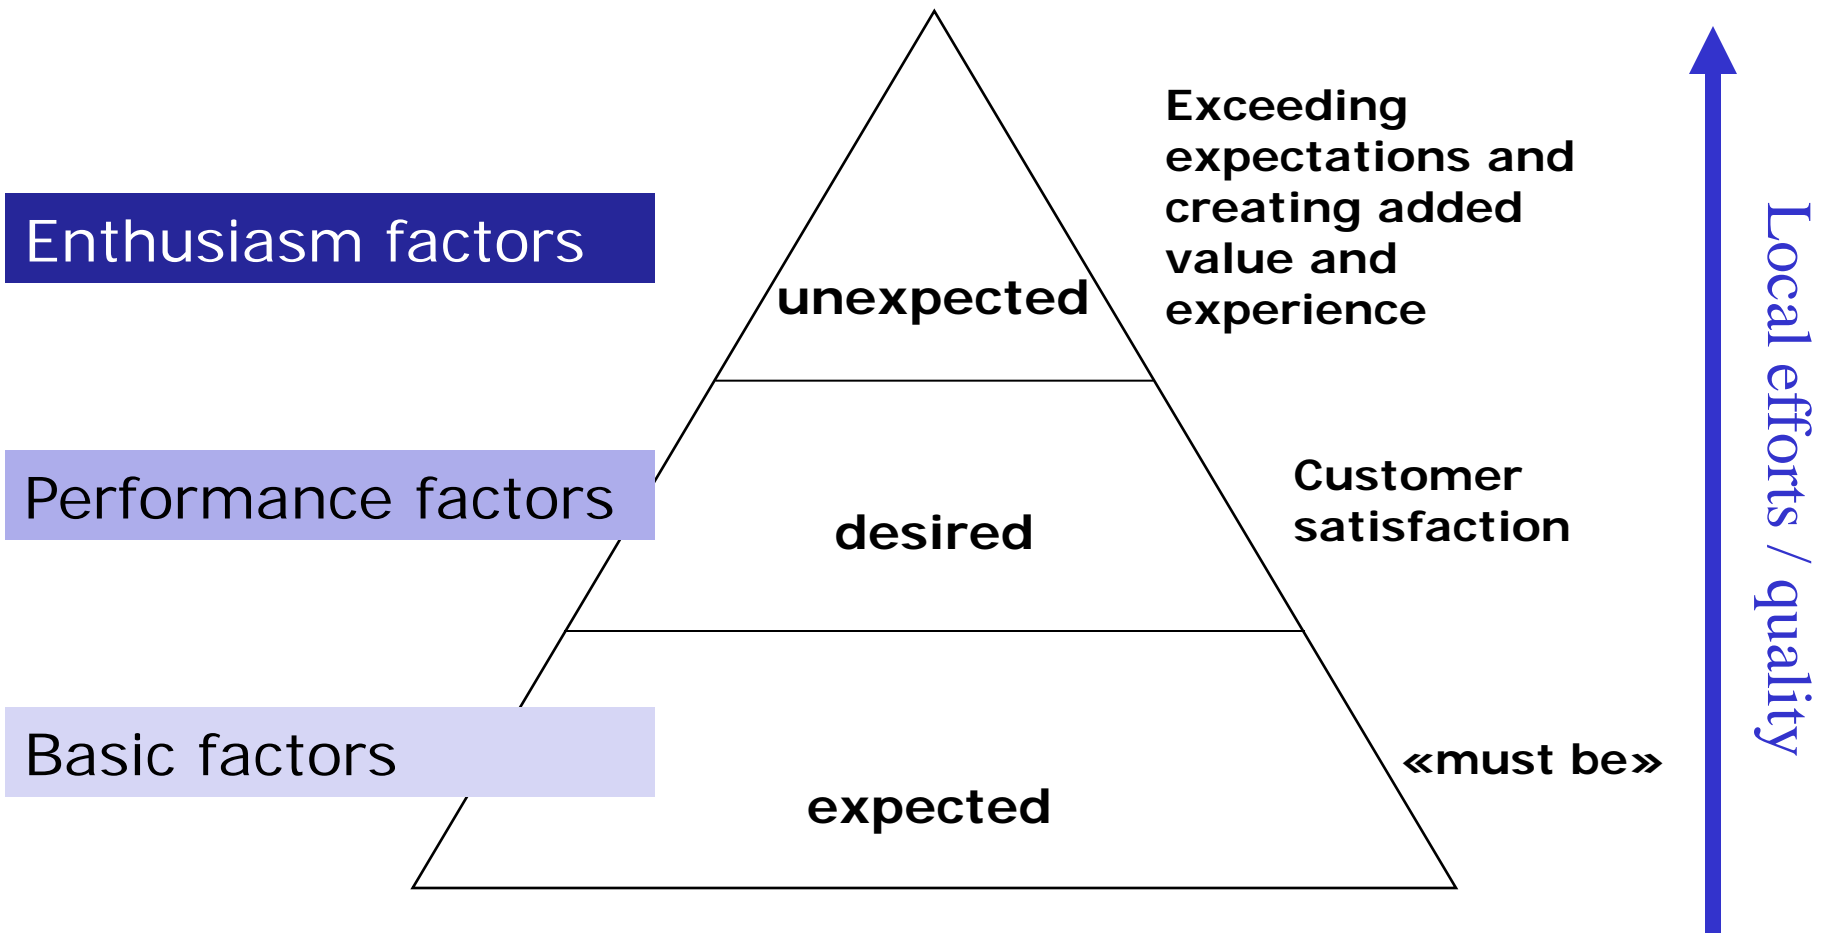 Enthusiasm factors
unexpected
Exceeding
expectations and
creating added
value and
experience
Performance factors
desired
Customer
satisfaction
Basic factors
expected
«must be»
Local efforts / quality